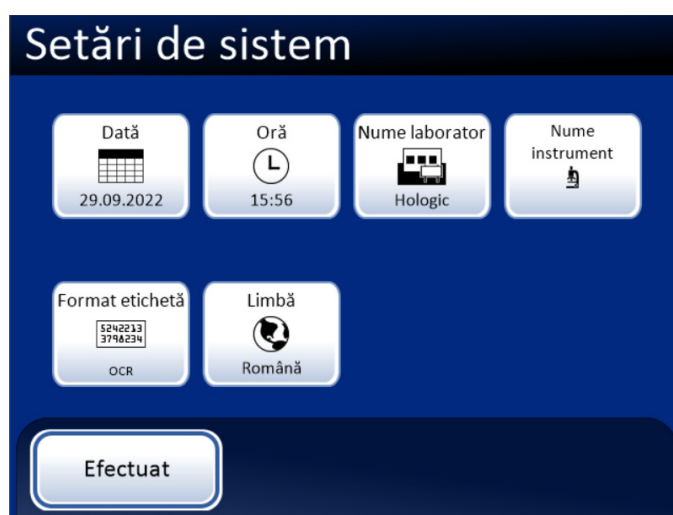 Setări de sistem
Dată
29.09.2022
Oră
15:56
Nume laborator
Hologic
Nume
instrument
Format etichetă
5242213
3798234
OCR
Limbă
Română
Efectuat